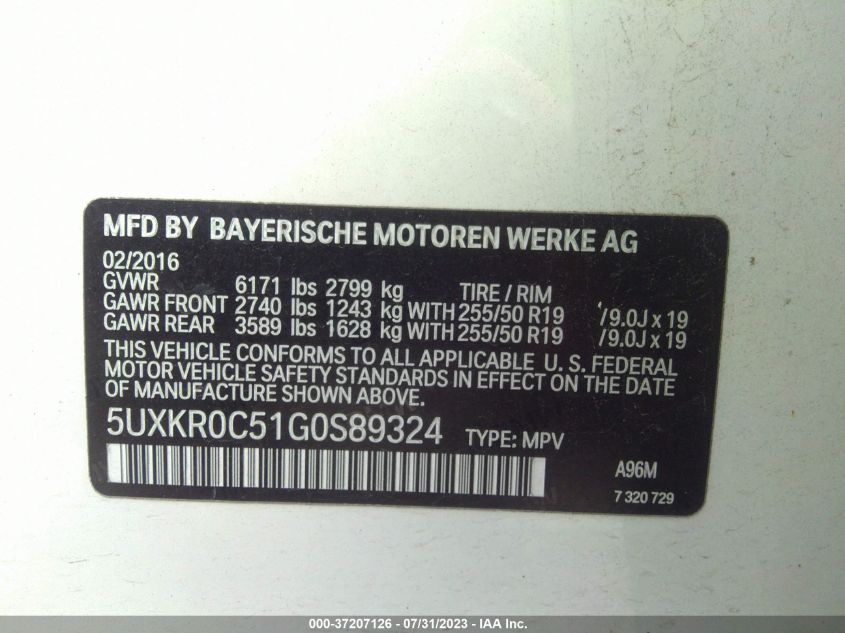 MFD BY BAYERISCHE MOTOREN WERKE AG
02/2016
GVWR 6171 lbs 2799 kg TIRE / RIM
GAWR FRONT 2740 lbs 1243 kg WITH 255/50 R19 /9.0J x 19
GAWR REAR 3589 lbs 1628 kg WITH 255/50 R19 /9.0J x 19
THIS VEHICLE CONFORMS TO ALL APPLICABLE U. S. FEDERAL
MOTOR VEHICLE SAFETY STANDARDS IN EFFECT ON THE DATE
OF MANUFACTURE SHOWN ABOVE.
5UXKR0C51G0S89324 TYPE: MPV
A96M
7 320 729
000-37207126 - 07/31/2023 - IAA Inc.